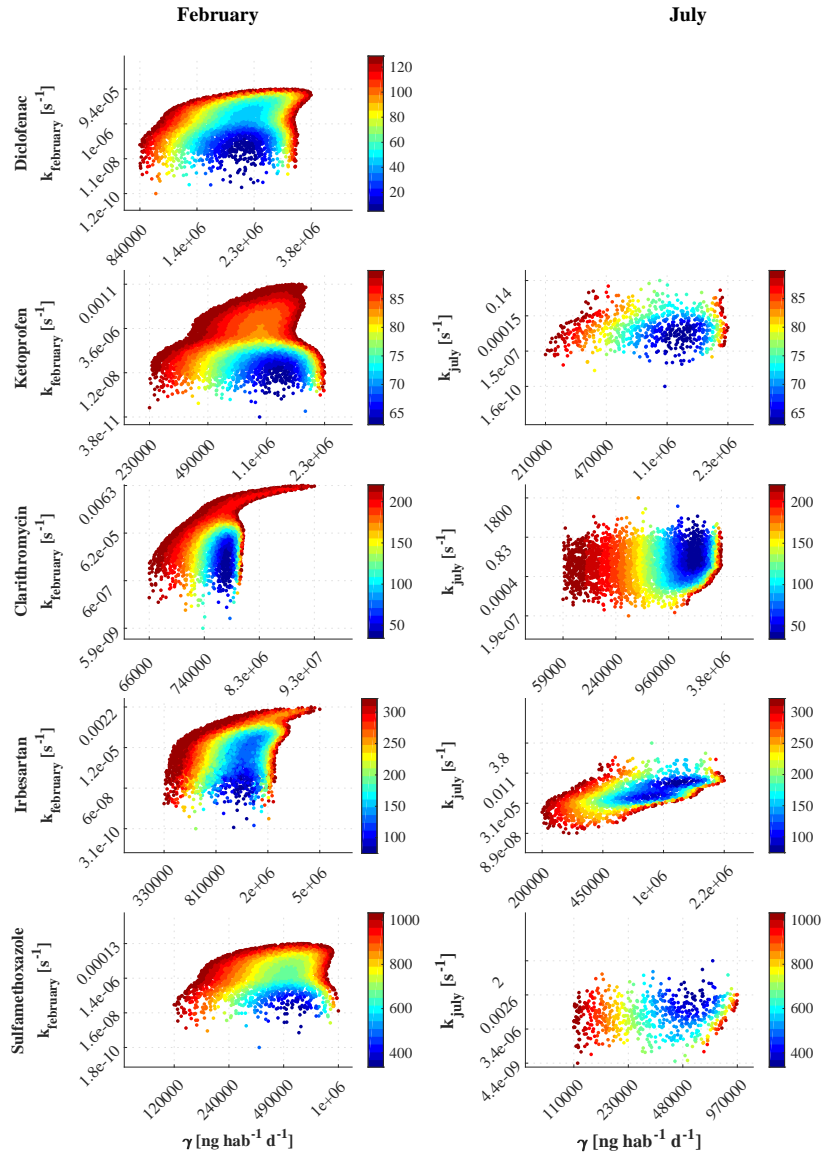 February
July
Diclofenac
k_february [s^-1]
9.4e-05
1e-06
1.1e-08
1.2e-10
840000
1.4e+06
2.3e+06
3.8e+06
120
100
80
60
40
20
Ketoprofen
k_february [s^-1]
0.0011
3.6e-06
1.2e-08
3.8e-11
230000
490000
1.1e+06
2.3e+06
85
80
75
70
65
k_july [s^-1]
0.14
0.00015
1.5e-07
1.6e-10
210000
470000
1.1e+06
2.3e+06
85
80
75
70
65
Clarithromycin
k_february [s^-1]
0.0063
6.2e-05
6e-07
5.9e-09
66000
740000
8.3e+06
9.3e+07
200
150
100
50
k_july [s^-1]
1800
0.83
0.0004
1.9e-07
59000
240000
960000
3.8e+06
200
150
100
50
Irbesartan
k_february [s^-1]
0.0022
1.2e-05
6e-08
3.1e-10
330000
810000
2e+06
5e+06
300
250
200
150
100
k_july [s^-1]
3.8
0.011
3.1e-05
8.9e-08
200000
450000
1e+06
2.2e+06
300
250
200
150
100
Sulfamethoxazole
k_february [s^-1]
0.00013
1.4e-06
1.6e-08
1.8e-10
120000
240000
490000
1e+06
1000
800
600
400
k_july [s^-1]
2
0.0026
3.4e-06
4.4e-09
110000
230000
480000
970000
1000
800
600
400
γ [ng hab^-1 d^-1]
γ [ng hab^-1 d^-1]